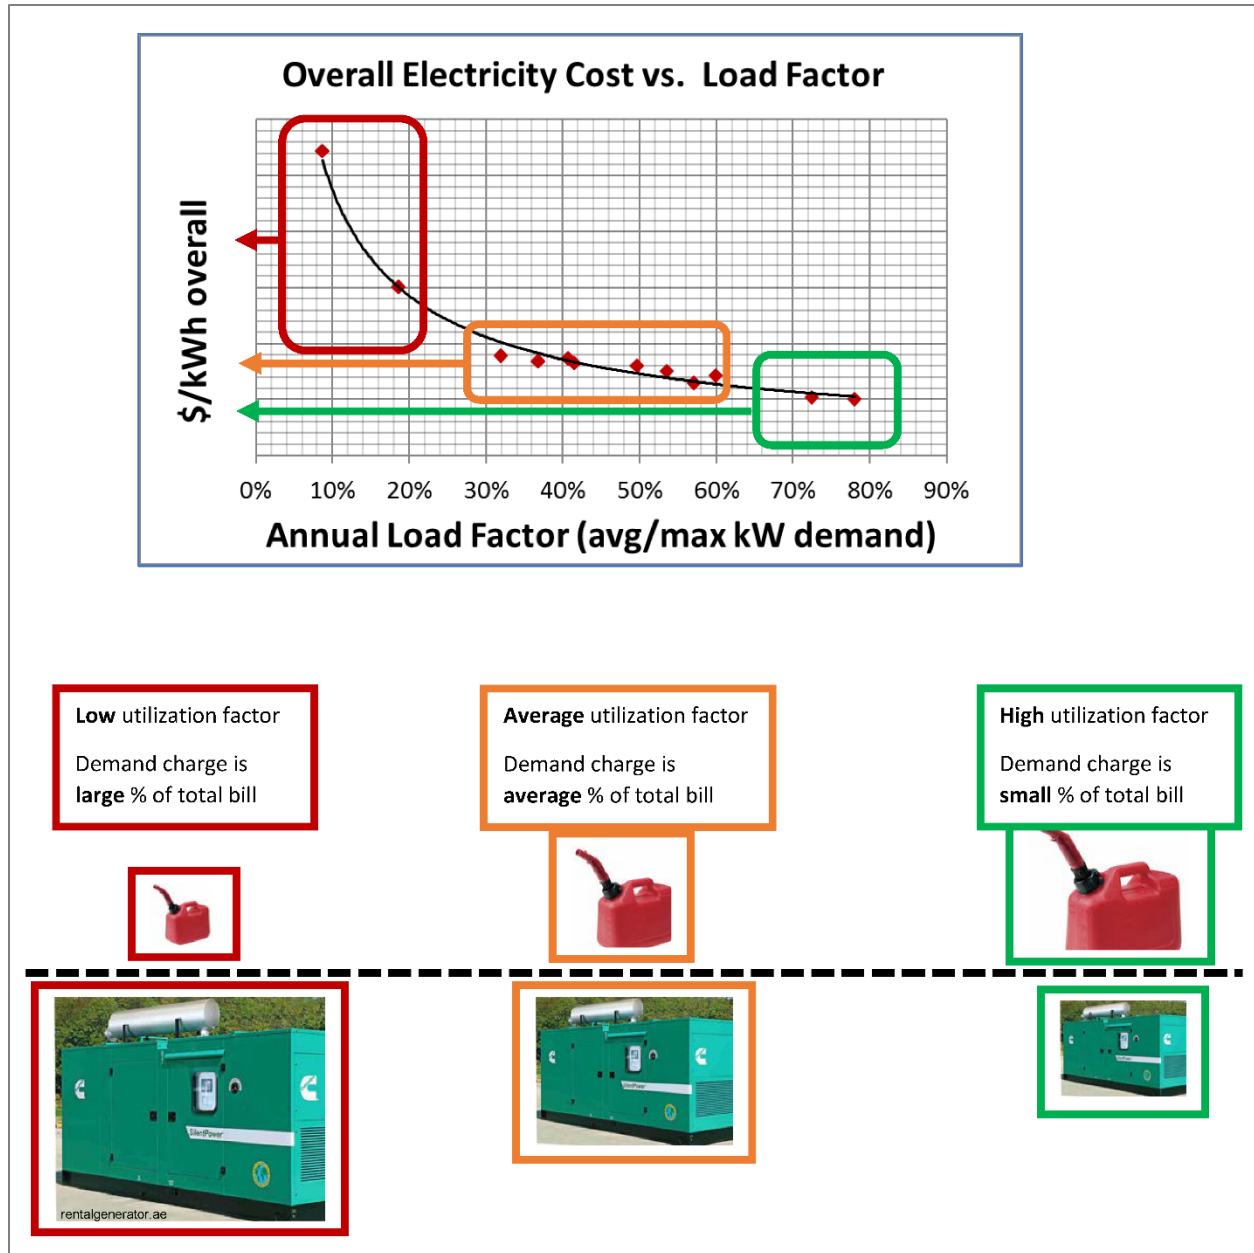 Overall Electricity Cost vs. Load Factor
$/kWh overall
0% 10% 20% 30% 40% 50% 60% 70% 80% 90%
Annual Load Factor (avg/max kW demand)
Low utilization factor
Demand charge is
large % of total bill
Average utilization factor
Demand charge is
average % of total bill
High utilization factor
Demand charge is
small % of total bill
SilentPower
rentalgenerator.ae
SilentPower